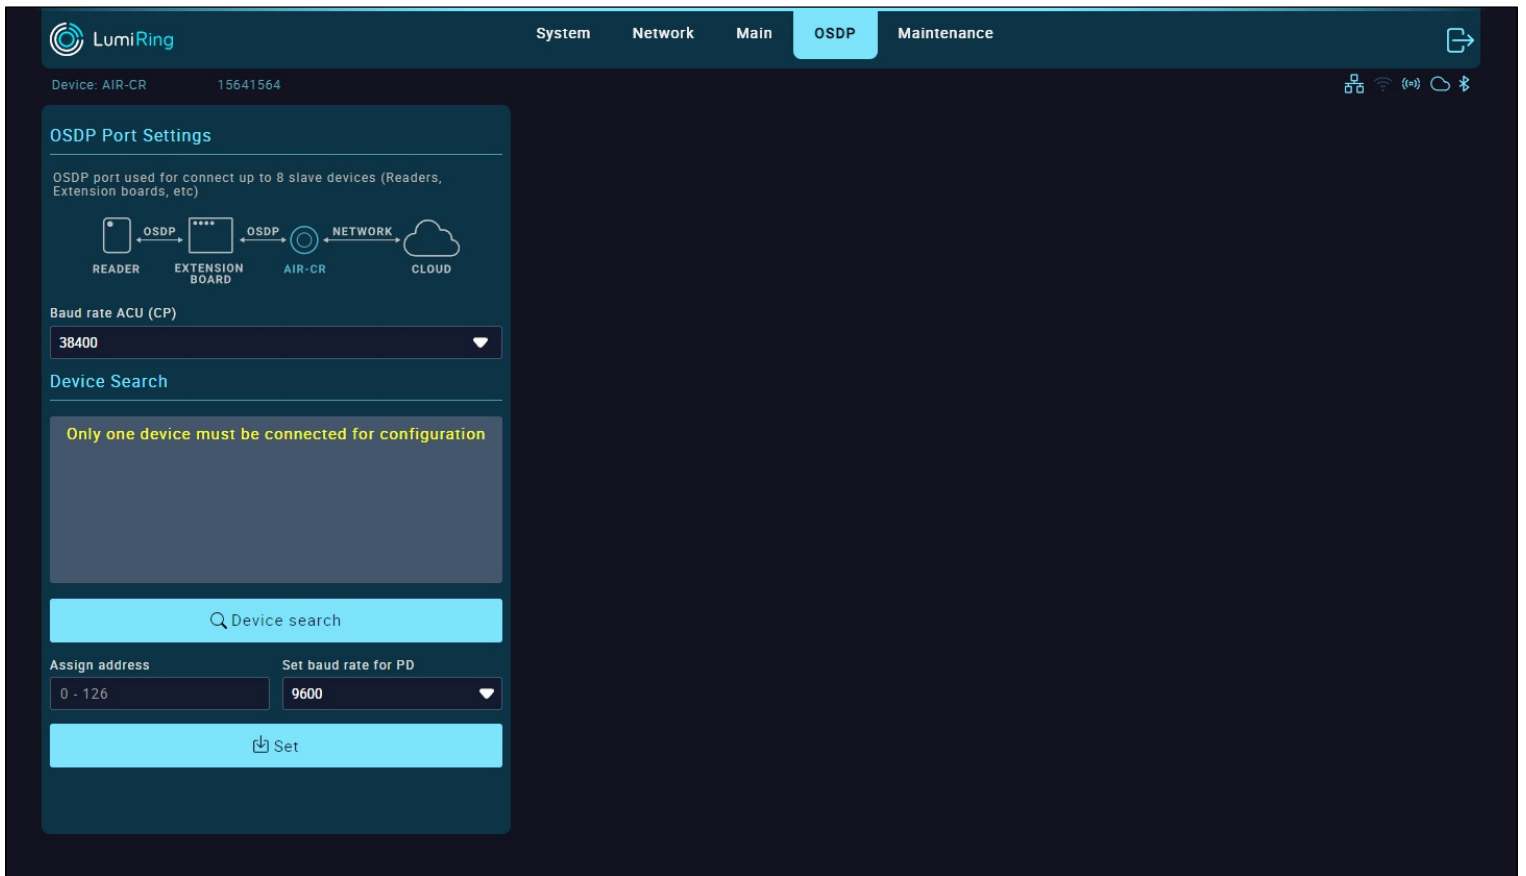 LumiRing
System Network Main OSDP Maintenance
Device: AIR-CR 15641564
OSDP Port Settings
OSDP port used for connect up to 8 slave devices (Readers,
Extension boards, etc)
OSDP OSDP NETWORK
READER EXTENSION AIR-CR CLOUD
BOARD
Baud rate ACU (CP)
38400
Device Search
Only one device must be connected for configuration
Device search
Assign address Set baud rate for PD
0 - 126 9600
Set